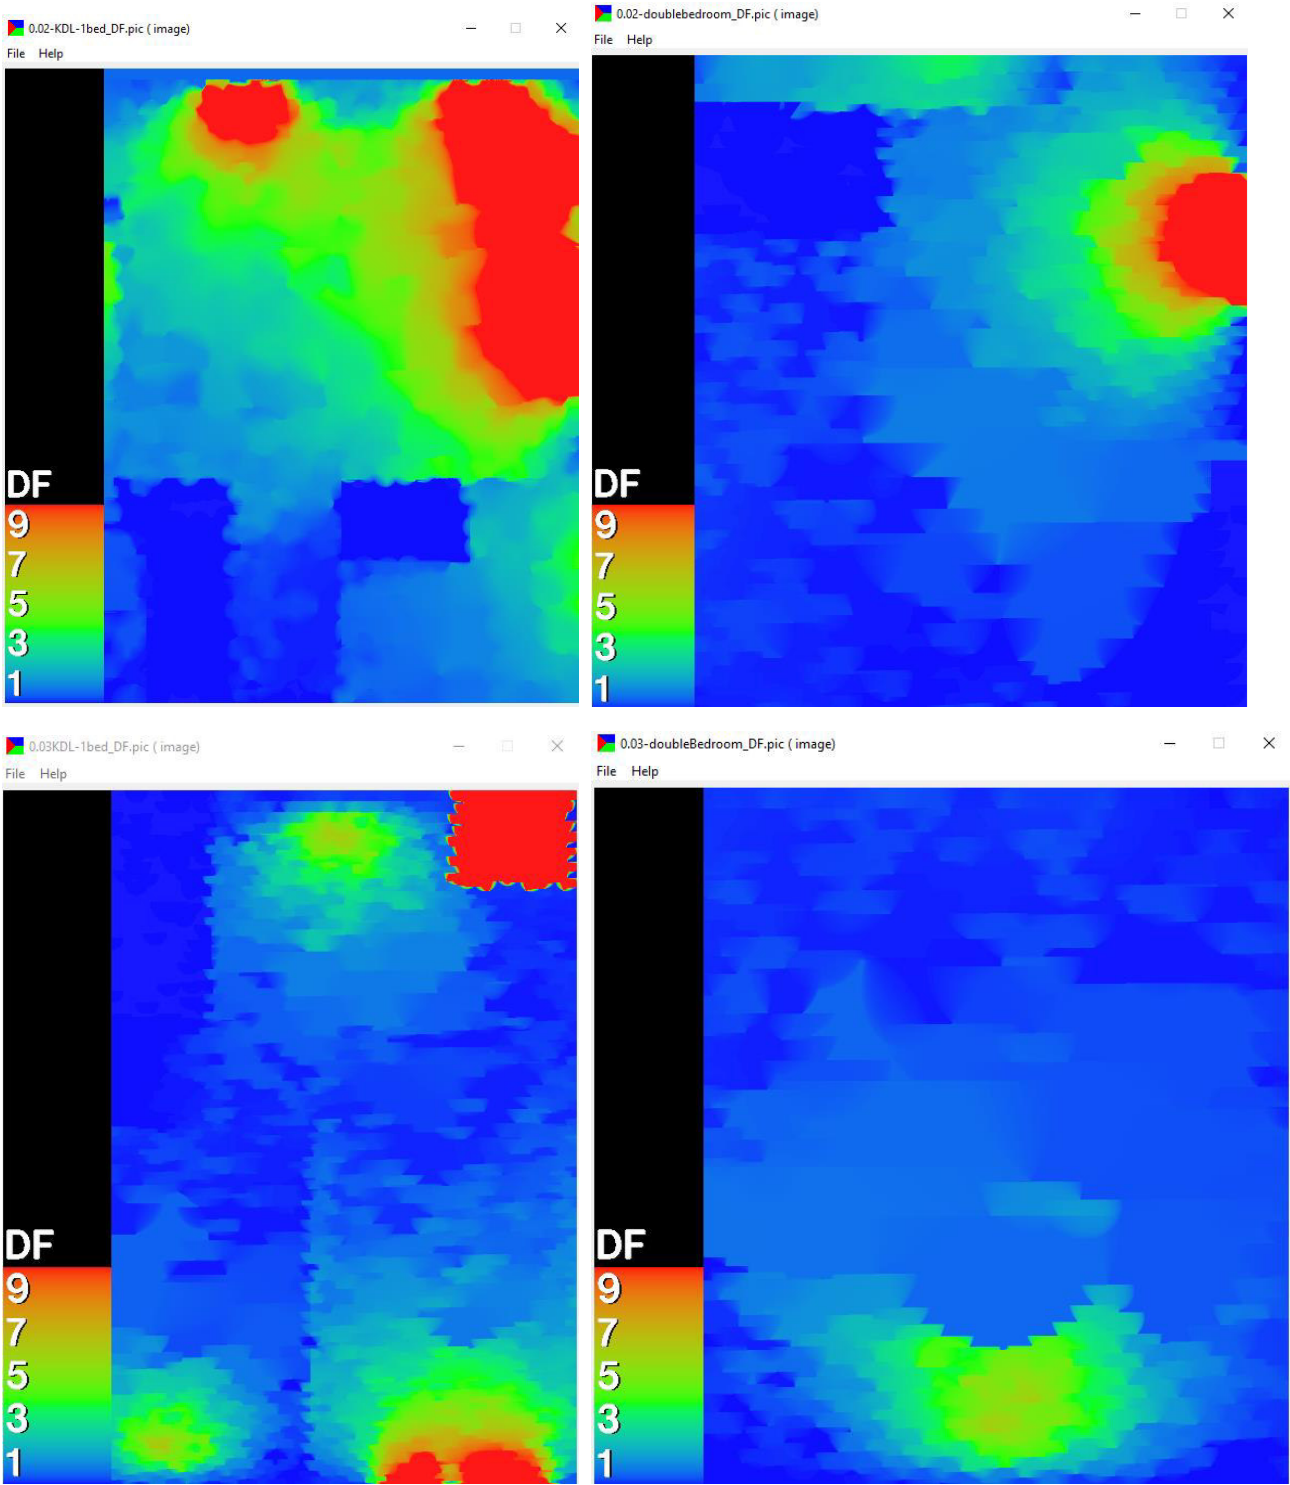 0.02-KDL-1bed_DF.pic ( image)
File Help
DF
9
7
5
3
1
0.02-doublebedroom_DF.pic ( image)
File Help
DF
9
7
5
3
1
0.03KDL-1bed_DF.pic ( image)
File Help
DF
9
7
5
3
1
0.03-doubleBedroom_DF.pic ( image)
File Help
DF
9
7
5
3
1